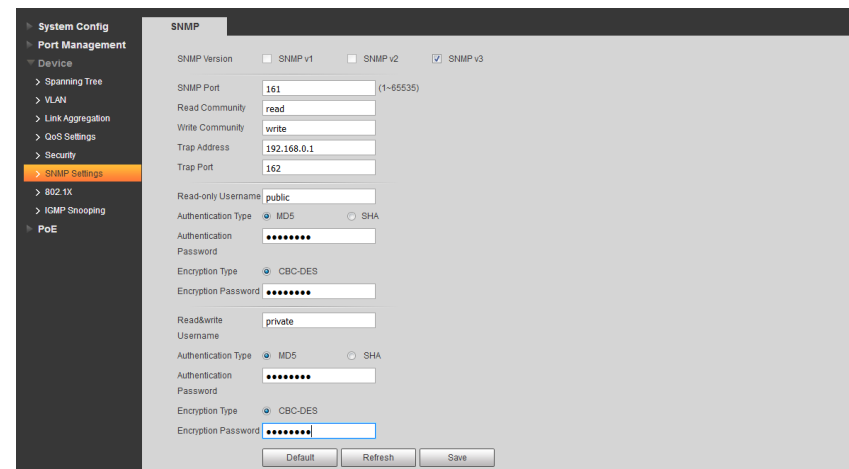 System Config
Port Management
Device
> Spanning Tree
> VLAN
> Link Aggregation
> QoS Settings
> Security
> SNMP Settings
> 802.1X
> IGMP Snooping
PoE
SNMP
SNMP Version SNMP v1 SNMP v2 SNMP v3
SNMP Port 161 (1~65535)
Read Community read
Write Community write
Trap Address 192.168.0.1
Trap Port 162
Read-only Username public
Authentication Type MD5 SHA
Authentication
Password ●●●●●●●●
Encryption Type CBC-DES
Encryption Password ●●●●●●●●
Read&write
Username private
Authentication Type MD5 SHA
Authentication
Password ●●●●●●●●
Encryption Type CBC-DES
Encryption Password ●●●●●●●●
Default Refresh Save